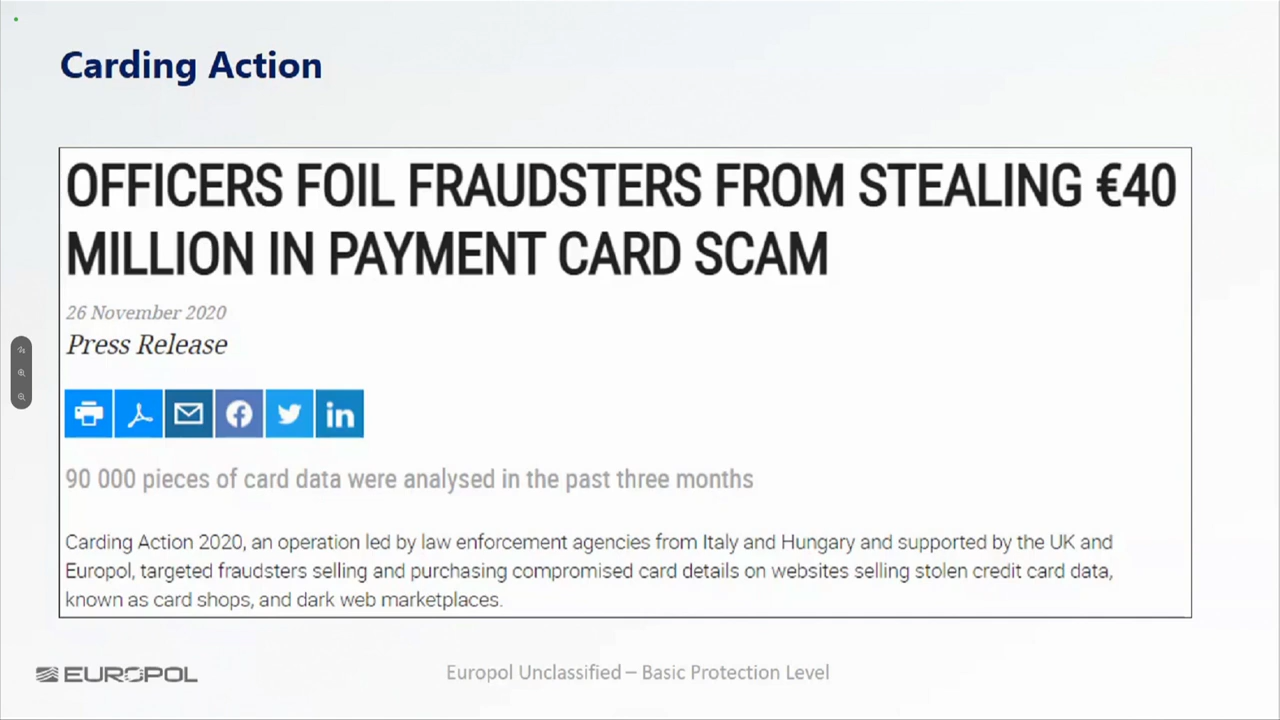 Carding Action
OFFICERS FOIL FRAUDSTERS FROM STEALING €40
MILLION IN PAYMENT CARD SCAM
26 November 2020
Press Release
in
90 000 pieces of card data were analysed in the past three months
Carding Action 2020, an operation led by law enforcement agencies from Italy and Hungary and supported by the UK and
Europol, targeted fraudsters selling and purchasing compromised card details on websites selling stolen credit card data,
known as card shops, and dark web marketplaces.
EUROPOL
Europol Unclassified – Basic Protection Level